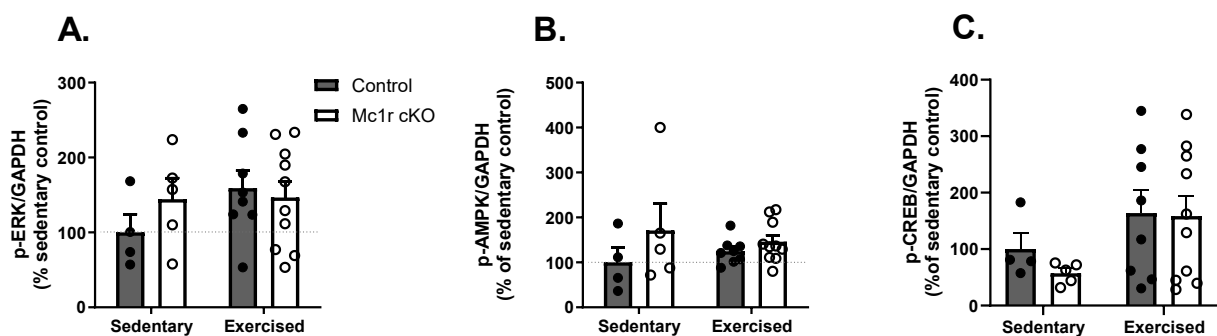 A.
p-ERK/GAPDH
(% sedentary control)
300
200
150
100
0
Sedentary
Exercised
Control
Mc1r cKO
B.
p-AMPK/GAPDH
(% of sedentary control)
500
400
300
200
100
0
Sedentary
Exercised
C.
p-CREB/GAPDH
(%of sedentary control)
400
300
200
100
0
Sedentary
Exercised